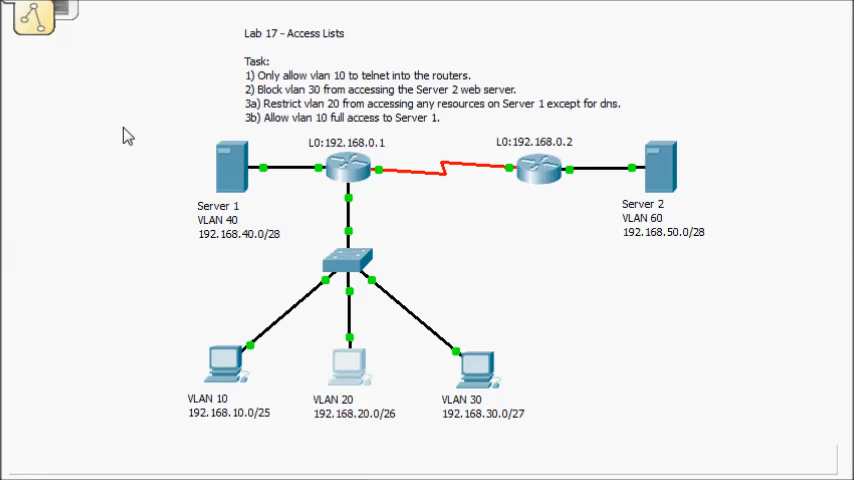 Lab 17 - Access Lists
Task:
1) Only allow vlan 10 to telnet into the routers.
2) Block vlan 30 from accessing the Server 2 web server.
3a) Restrict vlan 20 from accessing any resources on Server 1 except for dns.
3b) Allow vlan 10 full access to Server 1.
L0:192.168.0.1
L0:192.168.0.2
Server 1
VLAN 40
192.168.40.0/28
Server 2
VLAN 60
192.168.50.0/28
VLAN 10
192.168.10.0/25
VLAN 20
192.168.20.0/26
VLAN 30
192.168.30.0/27